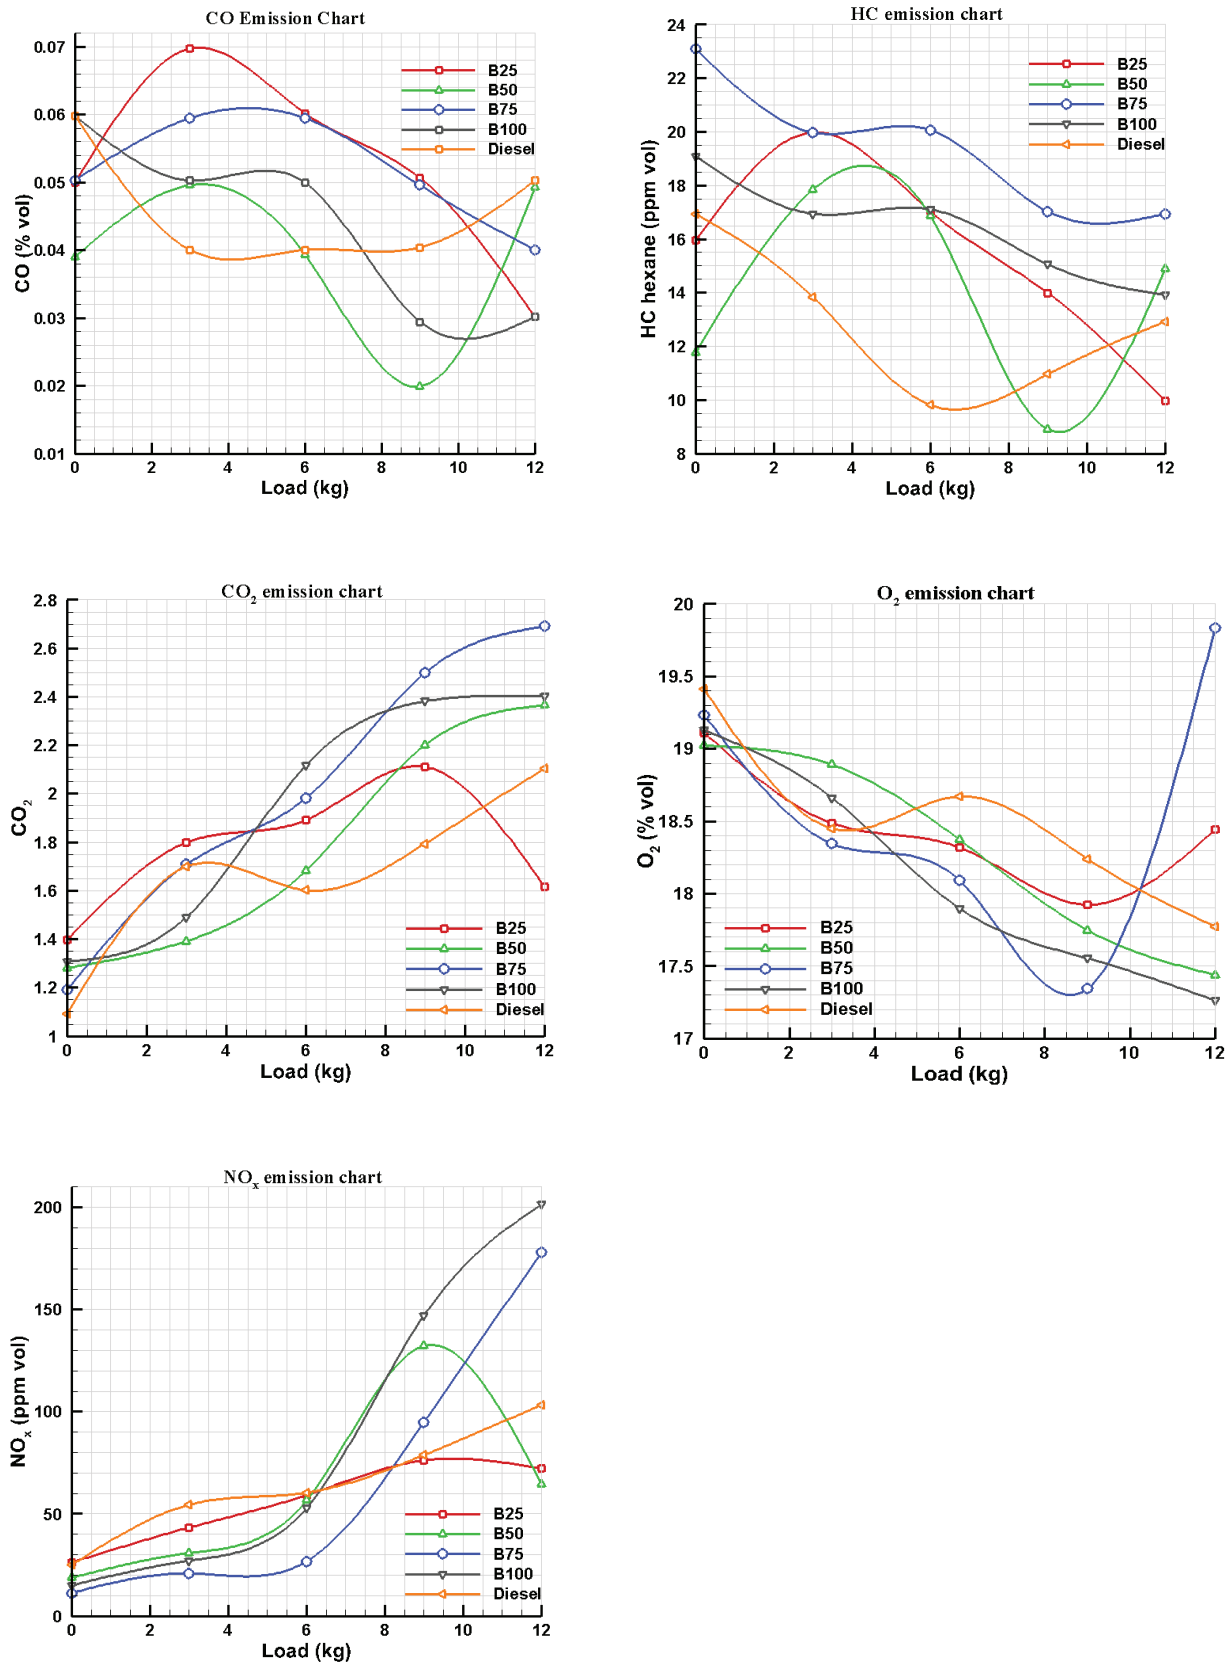 CO Emission Chart
0.07
0.06
0.05
0.04
0.03
0.02
0.01
CO (% vol)
B25
B50
B75
B100
Diesel
0 2 4 6 8 10 12
Load (kg)
HC emission chart
24
22
20
18
16
14
12
10
8
HC hexane (ppm vol)
B25
B50
B75
B100
Diesel
0 2 4 6 8 10 12
Load (kg)
CO₂ emission chart
2.8
2.6
2.4
2.2
2
1.8
1.6
1.4
1.2
1
CO₂
B25
B50
B75
B100
Diesel
0 2 4 6 8 10 12
Load (kg)
O₂ emission chart
20
19.5
19
18.5
18
17.5
17
O₂ (% vol)
B25
B50
B75
B100
Diesel
0 2 4 6 8 10 12
Load (kg)
NOₓ emission chart
200
150
100
50
0
NOₓ (ppm vol)
B25
B50
B75
B100
Diesel
0 2 4 6 8 10 12
Load (kg)